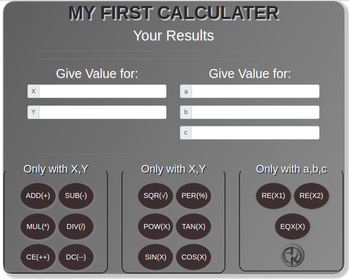 MY FIRST CALCULATER
Your Results
Give Value for: Give Value for:
X a
Y b
c
Only with X,Y Only with X,Y Only with a,b,c
ADD(+) SUB(-) SQR(√) PER(%) RE(X1) RE(X2)
MUL(*) DIV(/) POW(X) TAN(X) EQX(X)
CE(++) DC(--) SIN(X) COS(X)